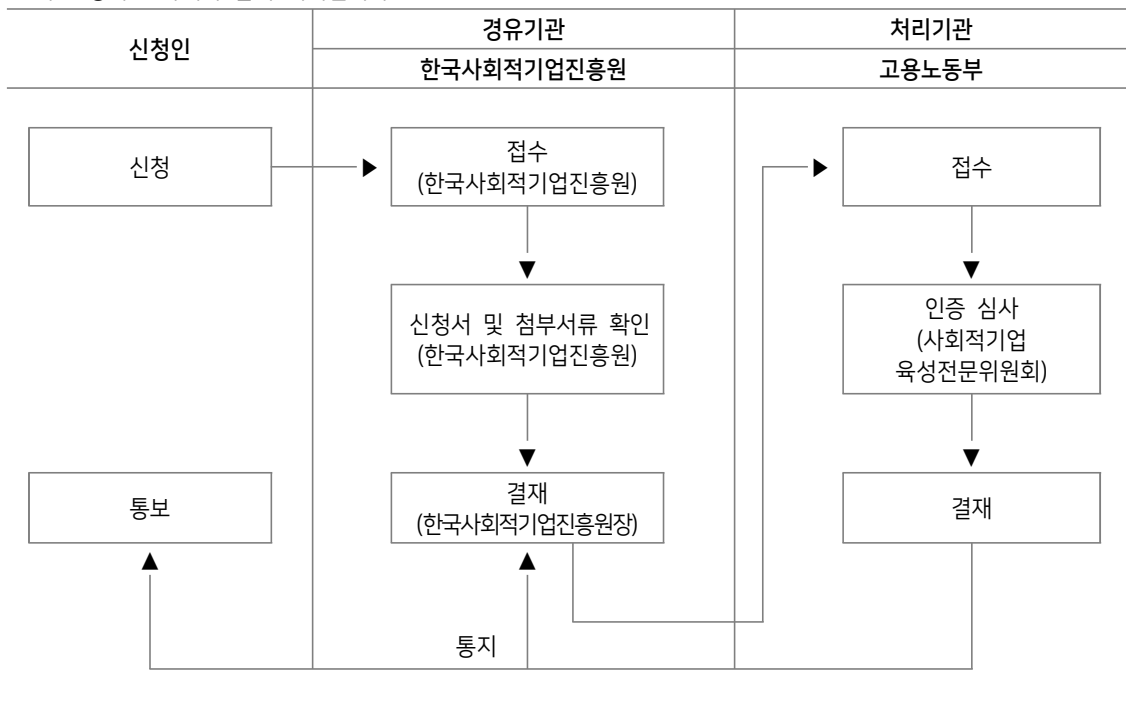 신청인
경유기관
처리기관
한국사회적기업진흥원
고용노동부
신청
접수
(한국사회적기업진흥원)
접수
신청서 및 첨부서류 확인
(한국사회적기업진흥원)
인증 심사
(사회적기업
육성전문위원회)
통보
결재
(한국사회적기업진흥원장)
결재
통지